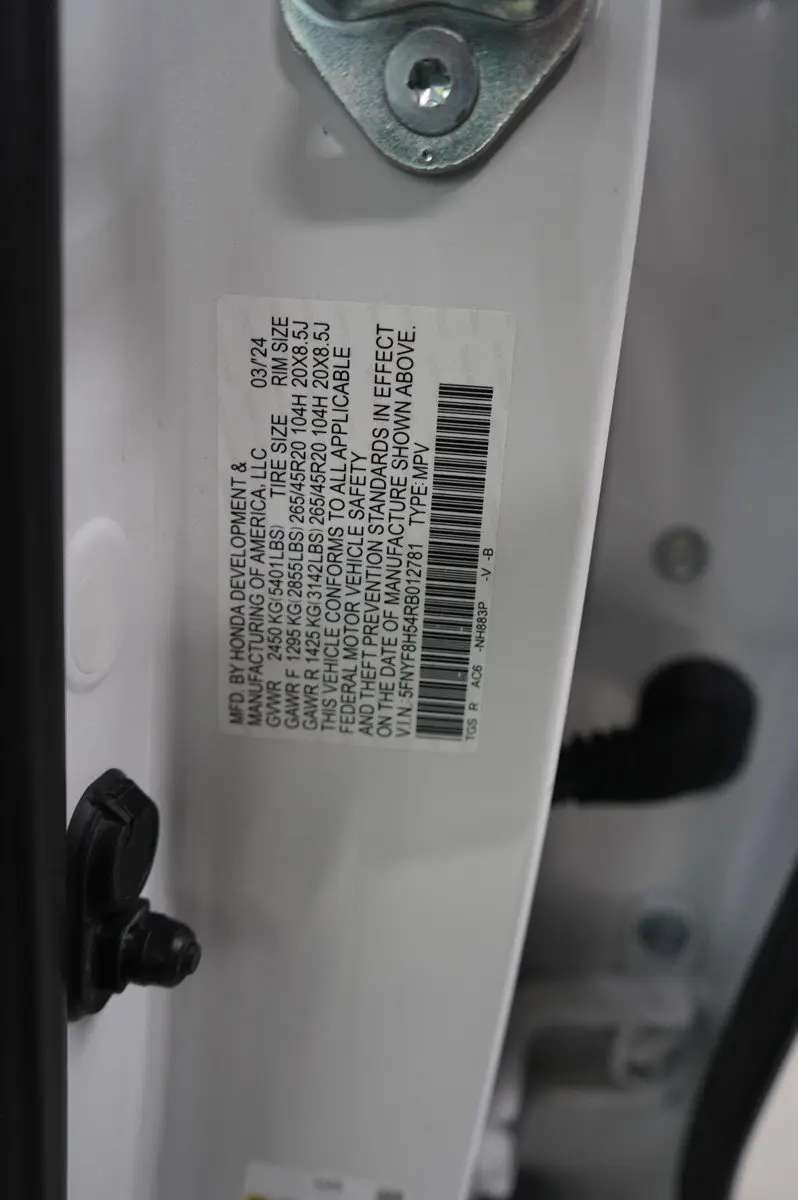 MFD. BY HONDA DEVELOPMENT &
MANUFACTURING OF AMERICA, LLC 03/'24
GVWR 2450 KG(5401LBS) TIRE SIZE RIM SIZE
GAWR F 1295 KG(2855LBS) 265/45R20 104H 20X8.5J
GAWR R 1425 KG(3142LBS) 265/45R20 104H 20X8.5J
THIS VEHICLE CONFORMS TO ALL APPLICABLE
FEDERAL MOTOR VEHICLE SAFETY
AND THEFT PREVENTION STANDARDS IN EFFECT
ON THE DATE OF MANUFACTURE SHOWN ABOVE.
V.I.N.:5FNYF8H54RB012781 TYPE:MPV
TGS R AC6 -NH883P -V -B